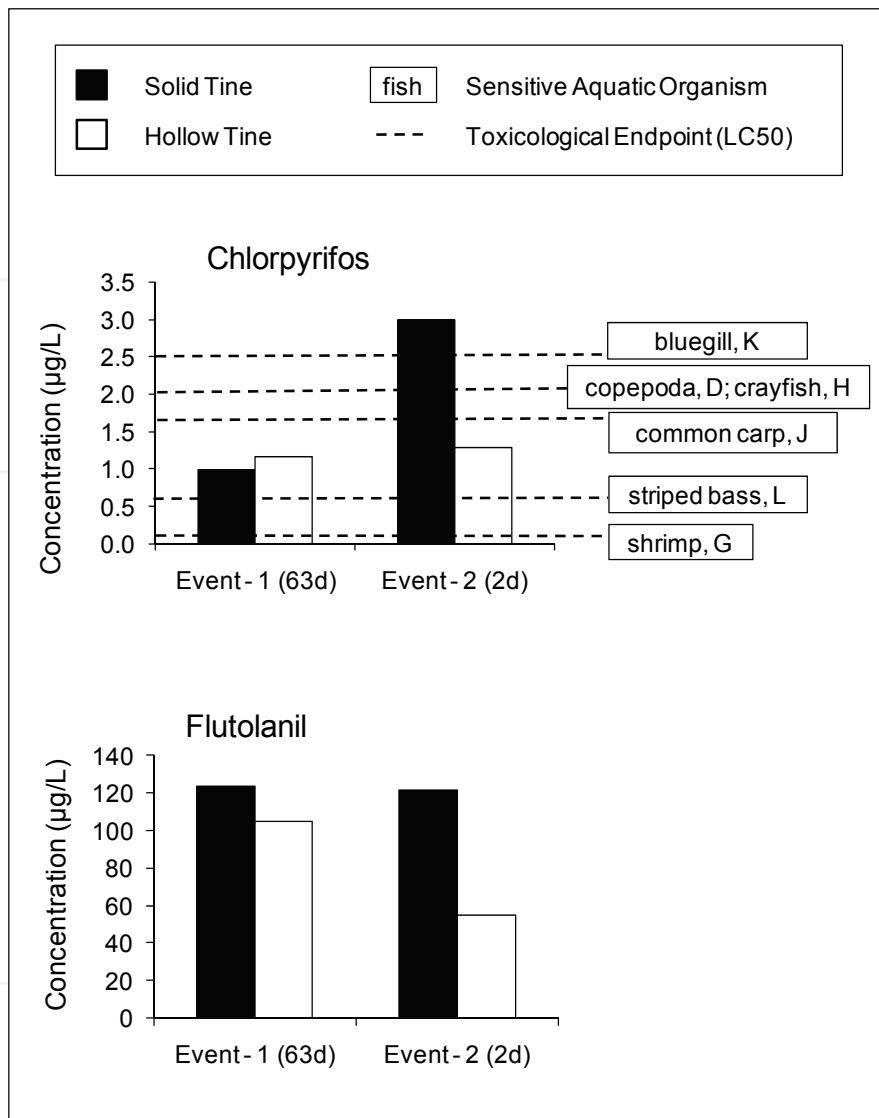 Solid Tine
fish Sensitive Aquatic Organism
Hollow Tine
Toxicological Endpoint (LC50)
Chlorpyrifos
Concentration (µg/L)
3.5
3.0
2.5
2.0
1.5
1.0
0.5
0.0
bluegill, K
copepoda, D; crayfish, H
common carp, J
striped bass, L
shrimp, G
Event - 1 (63d) Event - 2 (2d)
Flutolanil
Concentration (µg/L)
140
120
100
80
60
40
20
0
Event - 1 (63d) Event - 2 (2d)